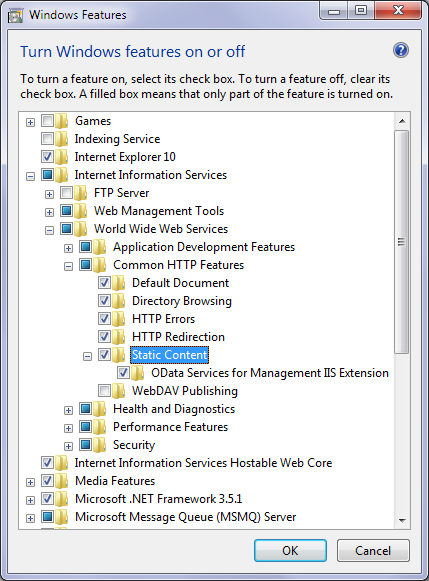 Windows Features
Turn Windows features on or off
To turn a feature on, select its check box. To turn a feature off, clear its
check box. A filled box means that only part of the feature is turned on.
Games
Indexing Service
Internet Explorer 10
Internet Information Services
FTP Server
Web Management Tools
World Wide Web Services
Application Development Features
Common HTTP Features
Default Document
Directory Browsing
HTTP Errors
HTTP Redirection
Static Content
OData Services for Management IIS Extension
WebDAV Publishing
Health and Diagnostics
Performance Features
Security
Internet Information Services Hostable Web Core
Media Features
Microsoft .NET Framework 3.5.1
Microsoft Message Queue (MSMQ) Server
OK
Cancel